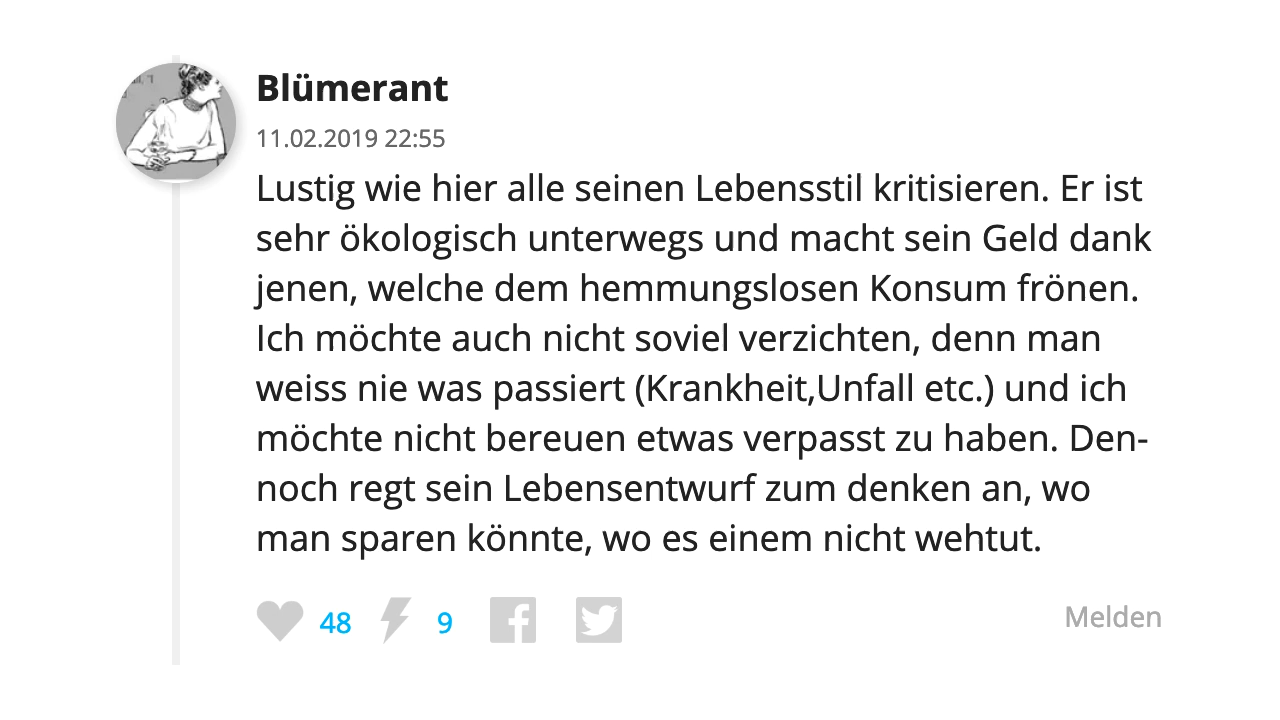 Blümerant
11.02.2019 22:55
Lustig wie hier alle seinen Lebensstil kritisieren. Er ist
sehr ökologisch unterwegs und macht sein Geld dank
jenen, welche dem hemmungslosen Konsum frönen.
Ich möchte auch nicht soviel verzichten, denn man
weiss nie was passiert (Krankheit,Unfall etc.) und ich
möchte nicht bereuen etwas verpasst zu haben. Den-
noch regt sein Lebensentwurf zum denken an, wo
man sparen könnte, wo es einem nicht wehtut.
48 9 Melden